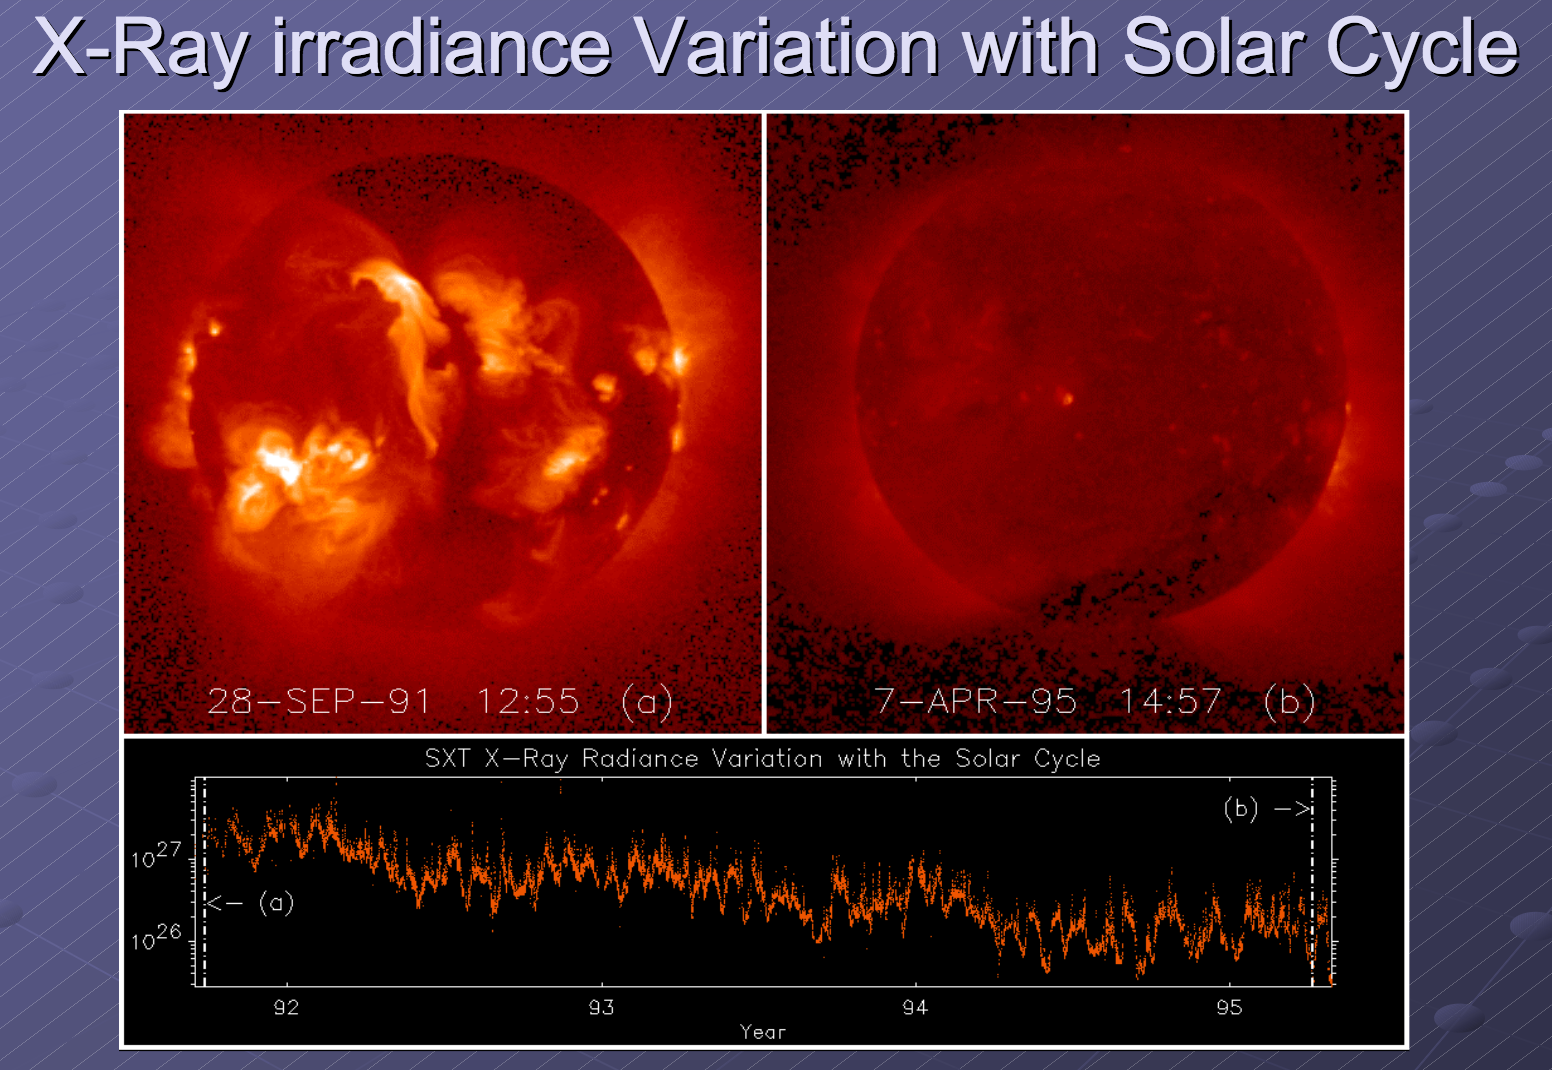 X-Ray irradiance Variation with Solar Cycle
28-SEP-91 12:55 (a)
7-APR-95 14:57 (b)
SXT X-Ray Radiance Variation with the Solar Cycle
(b) ->
10^27
<- (a)
10^26
92 93 94 95
Year